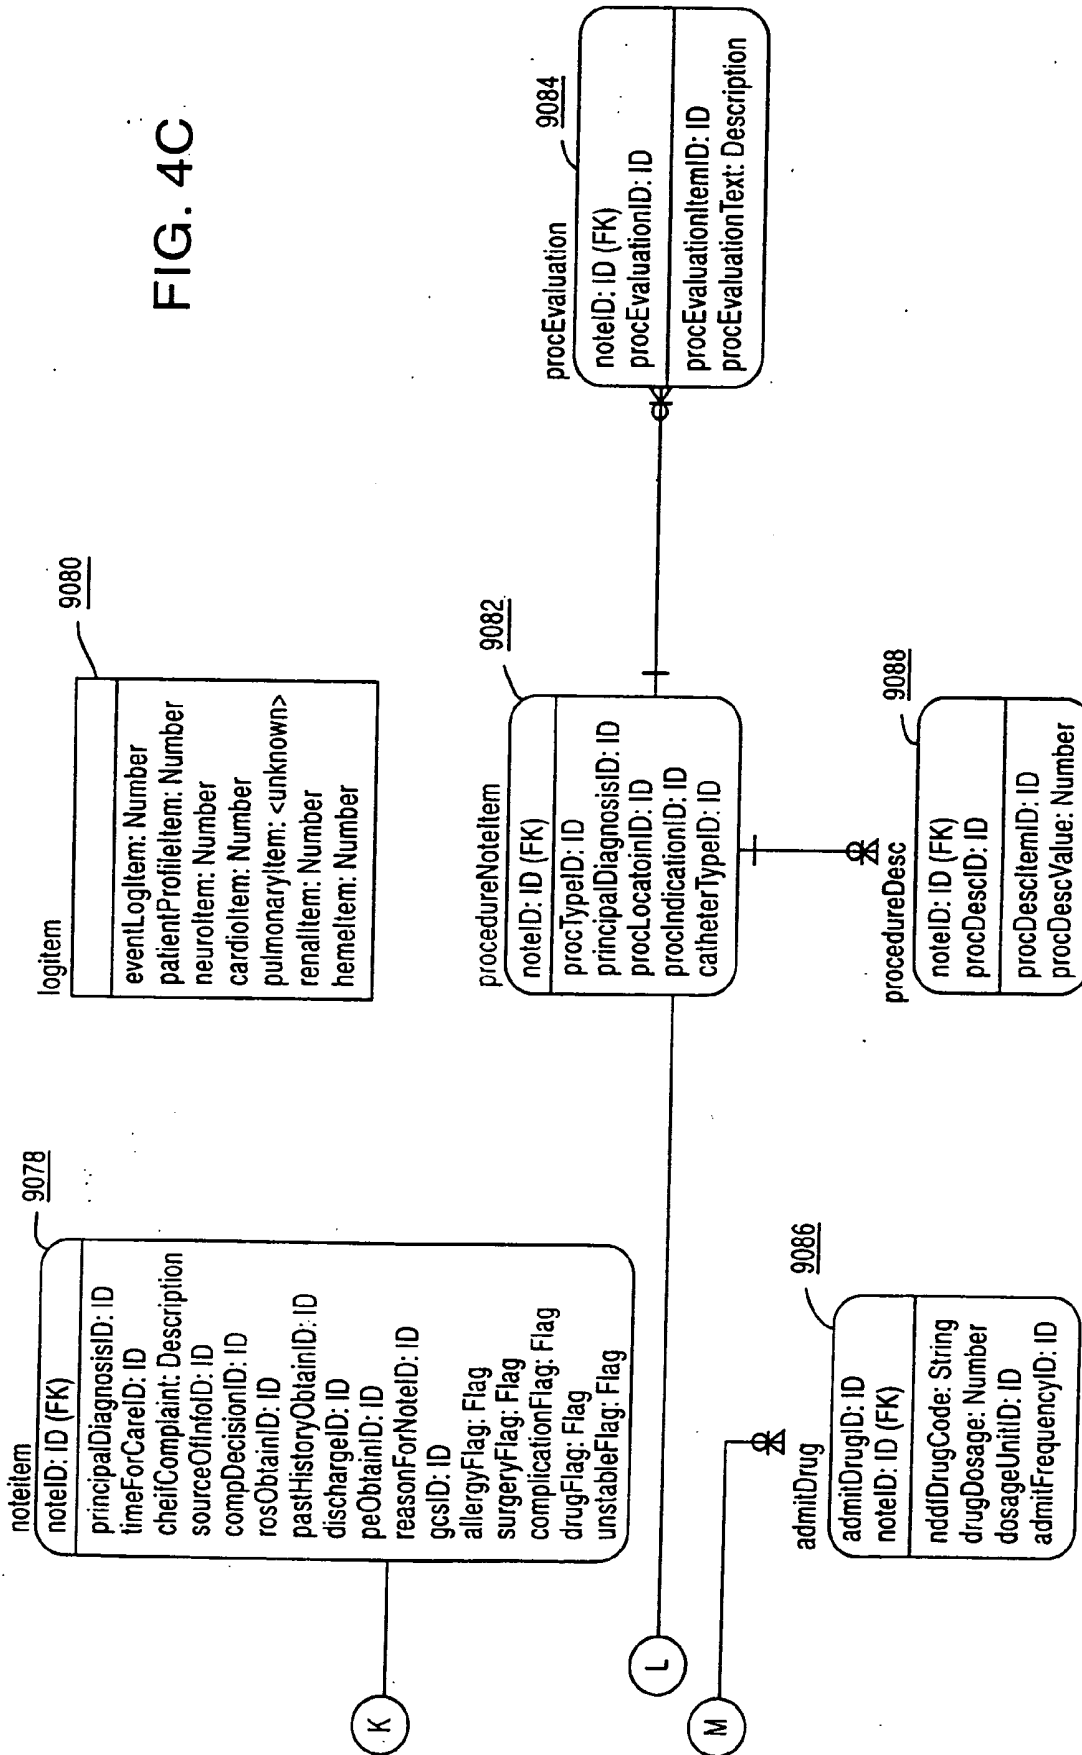 FIG. 4C
noteitem
9078
noteID: ID (FK)
principalDiagnosisID: ID
timeForCareID: ID
cheifComplaint: Description
sourceOfInfoID: ID
compDecisionID: ID
rosObtainID: ID
pastHistoryObtainID: ID
dischargeID: ID
peObtainID: ID
reasonForNoteID: ID
gcsID: ID
allergyFlag: Flag
surgeryFlag: Flag
complicationFlag: Flag
drugFlag: Flag
unstableFlag: Flag
logitem
9080
eventLogItem: Number
patientProfileItem: Number
neuroItem: Number
cardioItem: Number
pulmonaryItem: <unknown>
renalItem: Number
hemeItem: Number
K
procedureNoteItem
9082
noteID: ID (FK)
procTypeID: ID
principalDiagnosisID: ID
procLocatoinID: ID
procIndicationID: ID
catheterTypeID: ID
procEvaluation
9084
noteID: ID (FK)
procEvaluationID: ID
procEvaluationItemID: ID
procEvaluationText: Description
L
M
admitDrug
9086
admitDrugID: ID
noteID: ID (FK)
nddfDrugCode: String
drugDosage: Number
dosageUnitID: ID
admitFrequencyID: ID
procedureDesc
9088
noteID: ID (FK)
procDescID: ID
procDescItemID: ID
procDescValue: Number